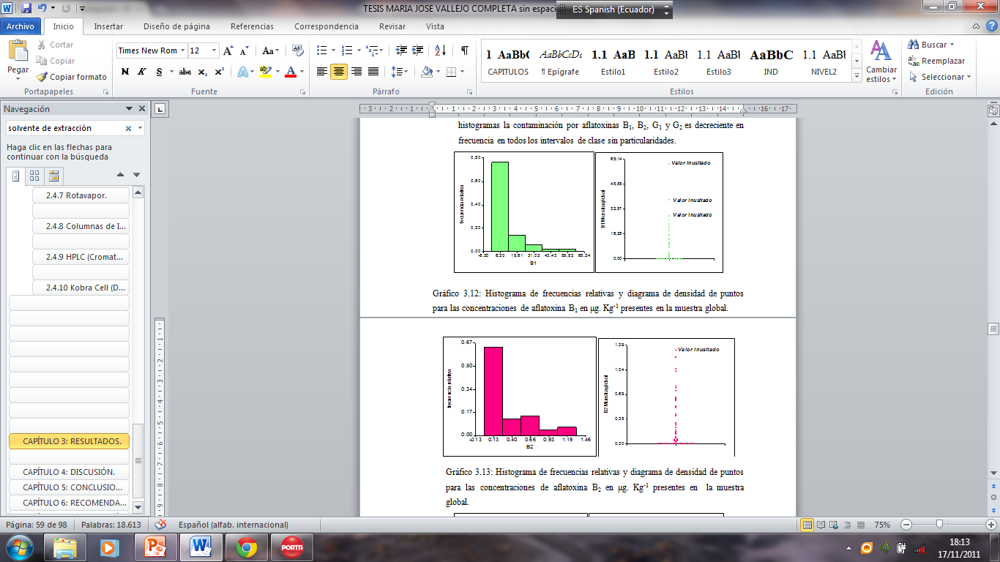 TESIS MARIA JOSE VALLEJO COMPLETA sin espaci
ES Spanish (Ecuador)
Archivo Inicio Insertar Diseño de página Referencias Correspondencia Revisar Vista
Pegar
Cortar
Copiar
Copiar formato
Portapapeles
Times New Rom 12
Fuente
Párrafo
1 AaBbC AaBbCcDc 1.1 AaB 1.1 AaBl 1.1 AaBl AaBbC 1.1 AaBl
CAPITULOS ¶ Epígrafe Estilo1 Estilo2 Estilo3 IND NIVEL2
Estilos
Cambiar estilos
Buscar
Reemplazar
Seleccionar
Edición
Navegación
solvente de extracción
Haga clic en las flechas para
continuar con la búsqueda
2.4.7 Rotavapor.
2.4.8 Columnas de I...
2.4.9 HPLC (Cromat...
2.4.10 Kobra Cell (D...
CAPÍTULO 3: RESULTADOS.
CAPÍTULO 4: DISCUSIÓN.
CAPÍTULO 5: CONCLUSIO...
CAPÍTULO 6: RECOMENDA...
histogramas la contaminación por aflatoxinas B1, B2, G1 y G2 es decreciente en
frecuencia en todos los intervalos de clase sin particularidades.
0,80
0,60
0,40
0,20
0,00
frecuencia relativa
-6,20 6,20 18,61 31,02 43,43 55,83 68,24
B1
65,14
48,85
32,57
16,28
0,00
B1 Muestra global
Valor Inusitado
Valor Inusitado
Valor Inusitado
Gráfico 3.12: Histograma de frecuencias relativas y diagrama de densidad de puntos
para las concentraciones de aflatoxina B1 en µg. Kg-1 presentes en la muestra global.
0.67
0.50
0.34
0.17
0.00
frecuencia relativa
-0.13 0.13 0.40 0.66 0.93 1.19 1.46
B2
1,39
1,04
0,69
0,35
0,00
B2 Muestra global
Valor Inusitado
Gráfico 3.13: Histograma de frecuencias relativas y diagrama de densidad de puntos
para las concentraciones de aflatoxina B2 en µg. Kg-1 presentes en la muestra
global.
Página: 59 de 98 Palabras: 18.613 Español (alfab. internacional) 75%
PORTA
18:13
17/11/2011